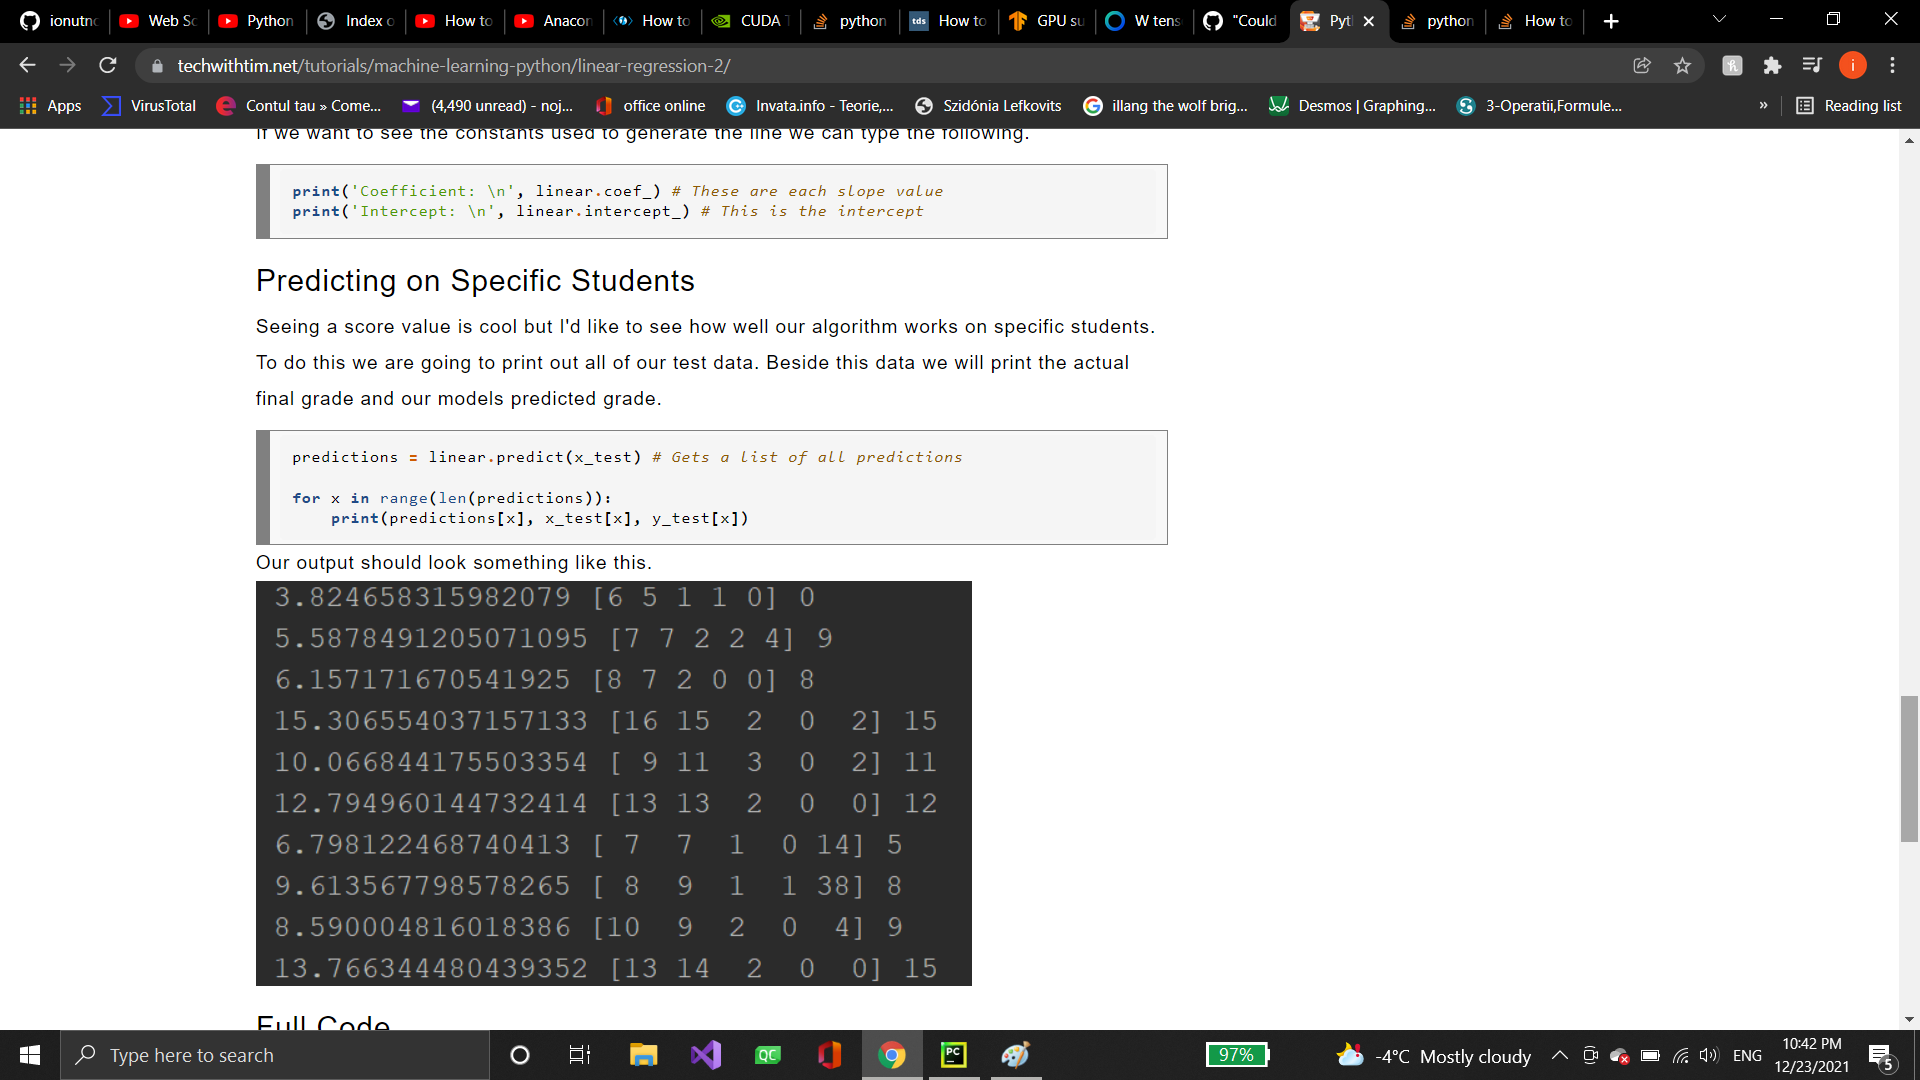 ionutno
Web Sc
Python
Index o
How to
Anacon
How to
CUDA T
python
How to
GPU su
W tens
"Could
Pyt
python
How to
techwithtim.net/tutorials/machine-learning-python/linear-regression-2/
Apps
VirusTotal
Contul tau » Come...
(4,490 unread) - noj...
office online
Invata.info - Teorie,...
Szidónia Lefkovits
illang the wolf brig...
Desmos | Graphing...
3-Operatii,Formule...
» Reading list
If we want to see the constants used to generate the line we can type the following.
print('Coefficient: \n', linear.coef_) # These are each slope value
print('Intercept: \n', linear.intercept_) # This is the intercept
Predicting on Specific Students
Seeing a score value is cool but I'd like to see how well our algorithm works on specific students.
To do this we are going to print out all of our test data. Beside this data we will print the actual
final grade and our models predicted grade.
predictions = linear.predict(x_test) # Gets a list of all predictions
for x in range(len(predictions)):
print(predictions[x], x_test[x], y_test[x])
Our output should look something like this.
3.824658315982079 [6 5 1 1 0] 0
5.5878491205071095 [7 7 2 2 4] 9
6.157171670541925 [8 7 2 0 0] 8
15.306554037157133 [16 15 2 0 2] 15
10.066844175503354 [ 9 11 3 0 2] 11
12.794960144732414 [13 13 2 0 0] 12
6.798122468740413 [ 7 7 1 0 14] 5
9.613567798578265 [ 8 9 1 1 38] 8
8.590004816018386 [10 9 2 0 4] 9
13.766344480439352 [13 14 2 0 0] 15
Full Code
Type here to search
97%
-4°C Mostly cloudy
ENG
10:42 PM
12/23/2021
5